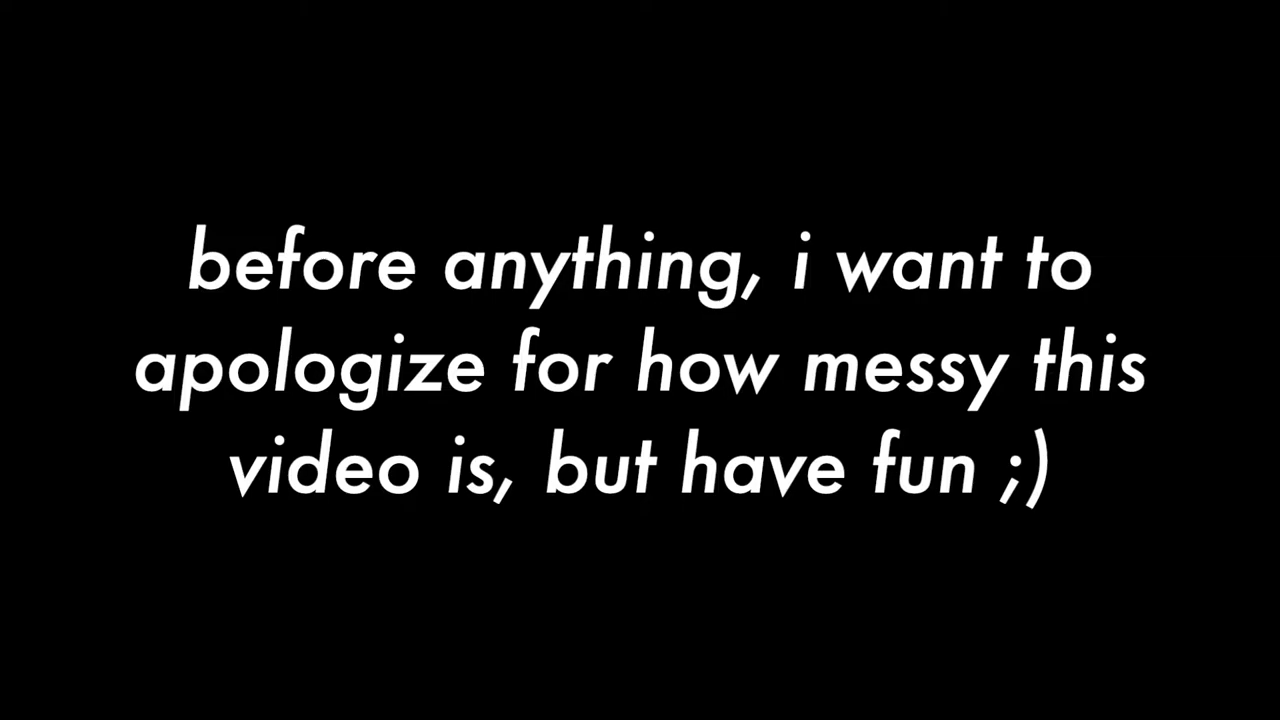 before anything, i want to
apologize for how messy this
video is, but have fun ;)